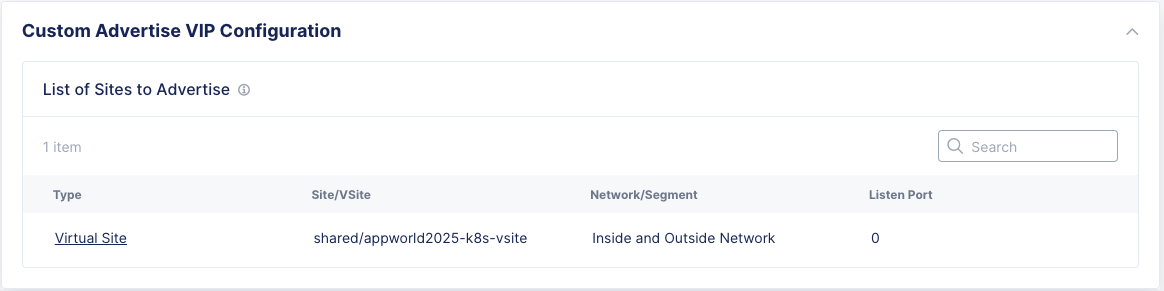 Custom Advertise VIP Configuration
List of Sites to Advertise
1 item
Search
Type Site/VSite Network/Segment Listen Port
Virtual Site shared/appworld2025-k8s-vsite Inside and Outside Network 0